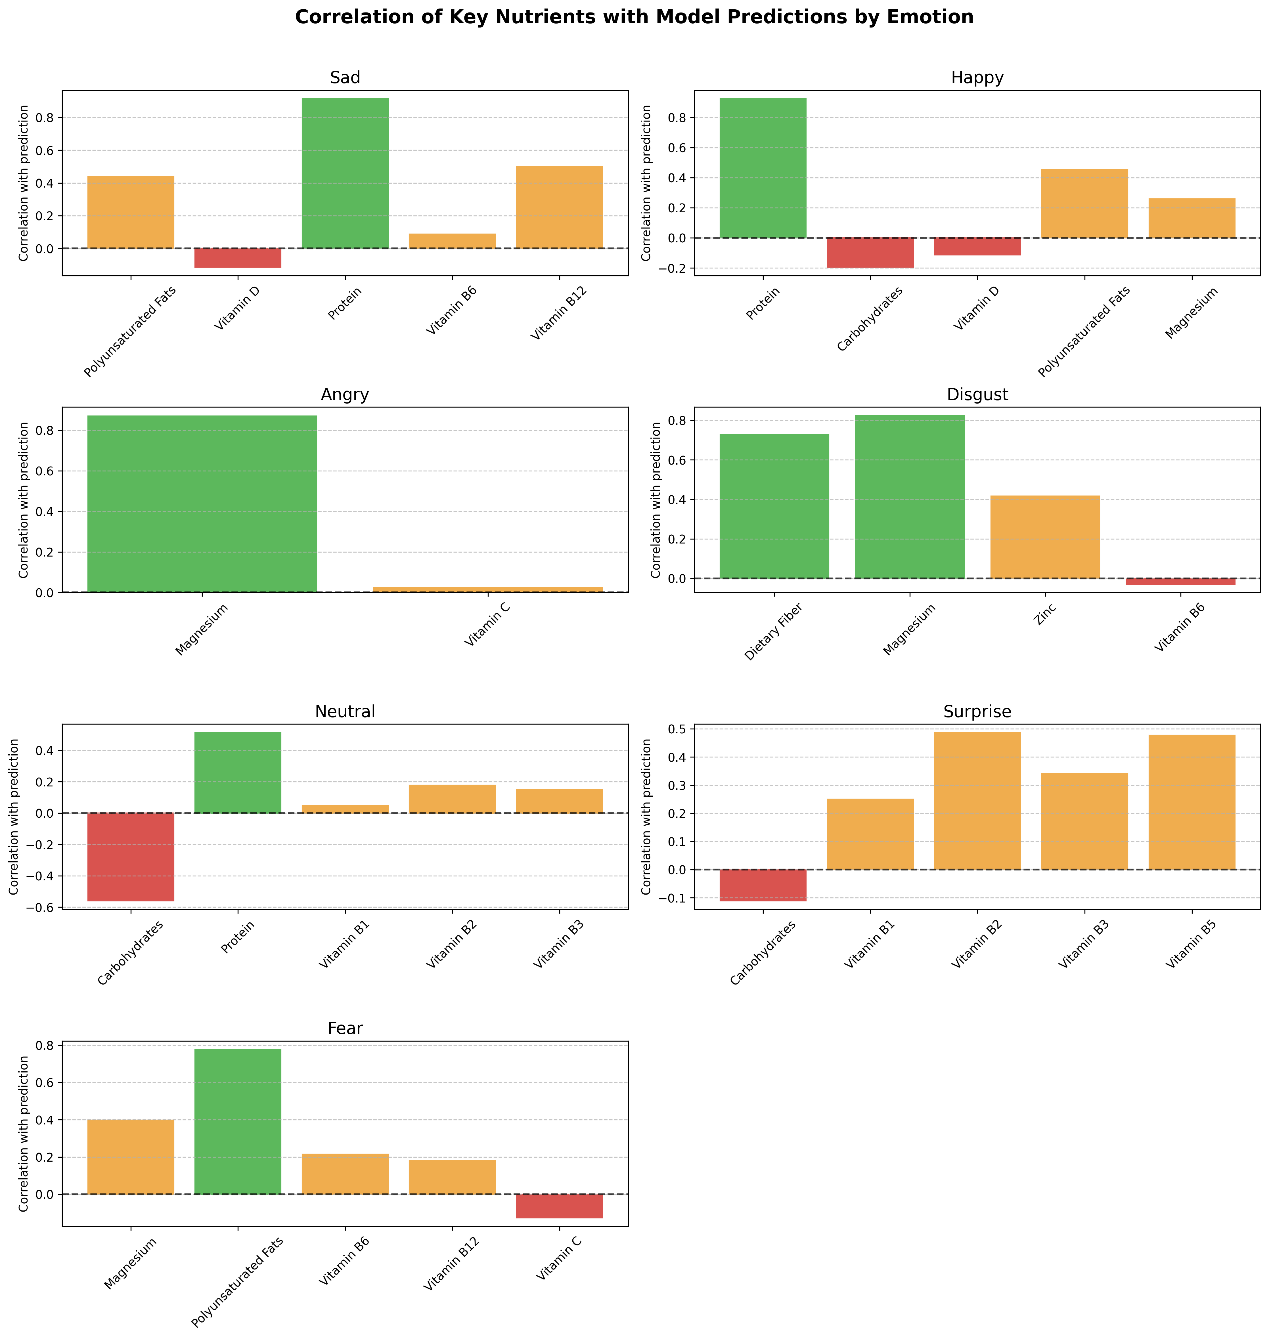 Correlation of Key Nutrients with Model Predictions by Emotion
Sad
Correlation with prediction
0.8
0.6
0.4
0.2
0.0
Polyunsaturated Fats
Vitamin D
Protein
Vitamin B6
Vitamin B12
Happy
Correlation with prediction
0.8
0.6
0.4
0.2
0.0
−0.2
Protein
Carbohydrates
Vitamin D
Polyunsaturated Fats
Magnesium
Angry
Correlation with prediction
0.8
0.6
0.4
0.2
0.0
Magnesium
Vitamin C
Disgust
Correlation with prediction
0.8
0.6
0.4
0.2
0.0
Dietary Fiber
Magnesium
Zinc
Vitamin B6
Neutral
Correlation with prediction
0.4
0.2
0.0
−0.2
−0.4
−0.6
Carbohydrates
Protein
Vitamin B1
Vitamin B2
Vitamin B3
Surprise
Correlation with prediction
0.5
0.4
0.3
0.2
0.1
0.0
−0.1
Carbohydrates
Vitamin B1
Vitamin B2
Vitamin B3
Vitamin B5
Fear
Correlation with prediction
0.8
0.6
0.4
0.2
0.0
Magnesium
Polyunsaturated Fats
Vitamin B6
Vitamin B12
Vitamin C